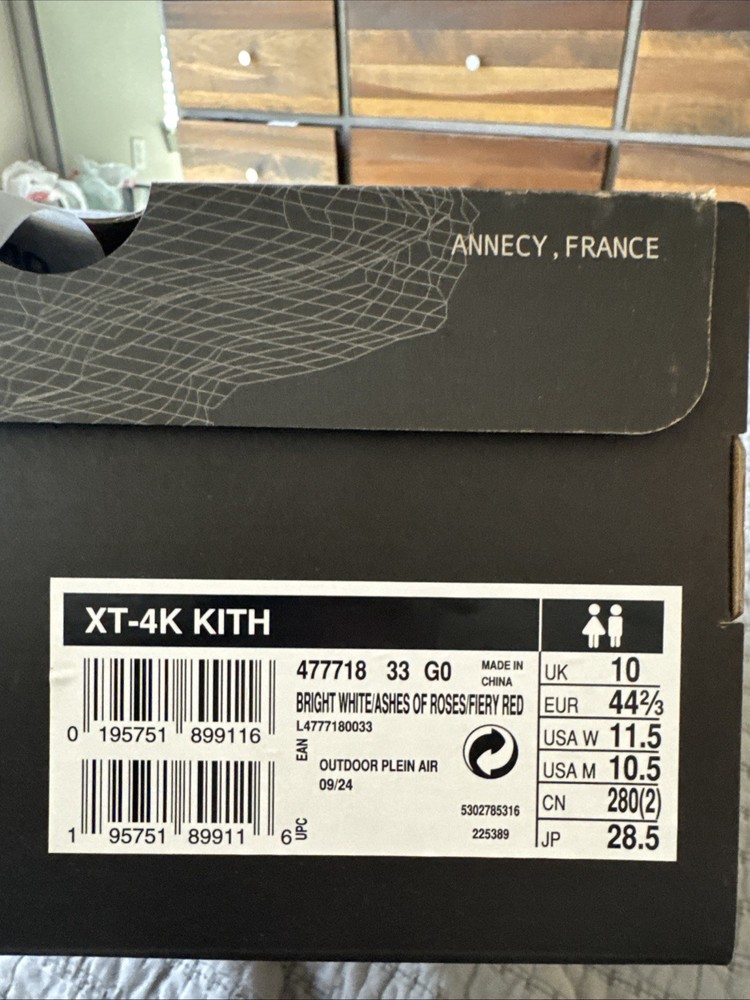 ANNECY, FRANCE
XT-4K KITH
0 195751 899116
EAN
1 95751 89911 6
UPC
477718 33 G0
MADE IN
CHINA
BRIGHT WHITE/ASHES OF ROSES/FIERY RED
L4777180033
OUTDOOR PLEIN AIR
09/24
5302785316
225389
UK 10
EUR 44⅔
USA W 11.5
USA M 10.5
CN 280(2)
JP 28.5